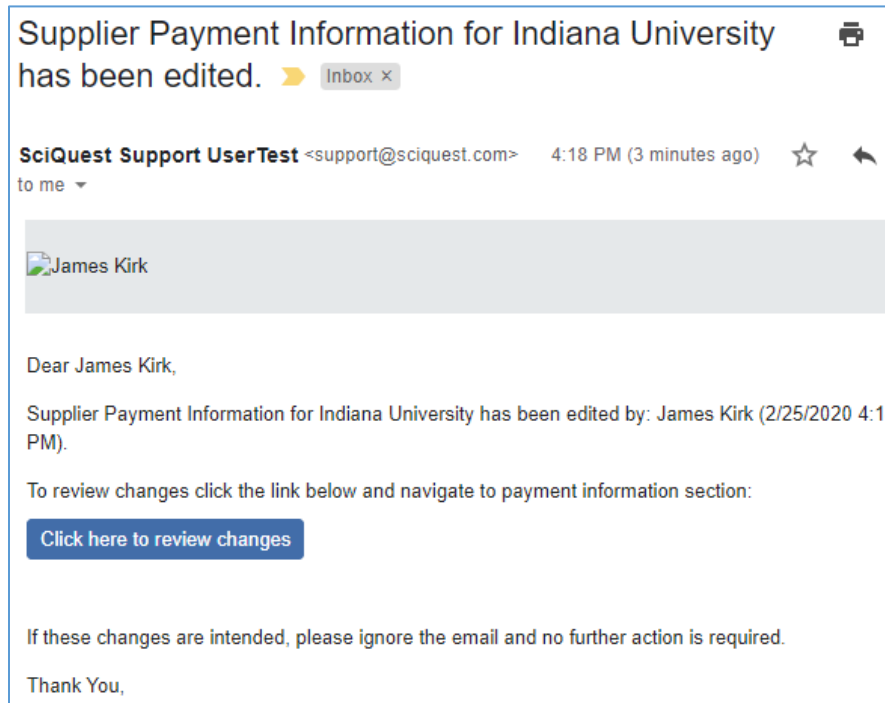 Supplier Payment Information for Indiana University
has been edited. Inbox ×
SciQuest Support UserTest <support@sciquest.com> 4:18 PM (3 minutes ago)
to me
James Kirk
Dear James Kirk,
Supplier Payment Information for Indiana University has been edited by: James Kirk (2/25/2020 4:1
PM).
To review changes click the link below and navigate to payment information section:
Click here to review changes
If these changes are intended, please ignore the email and no further action is required.
Thank You,